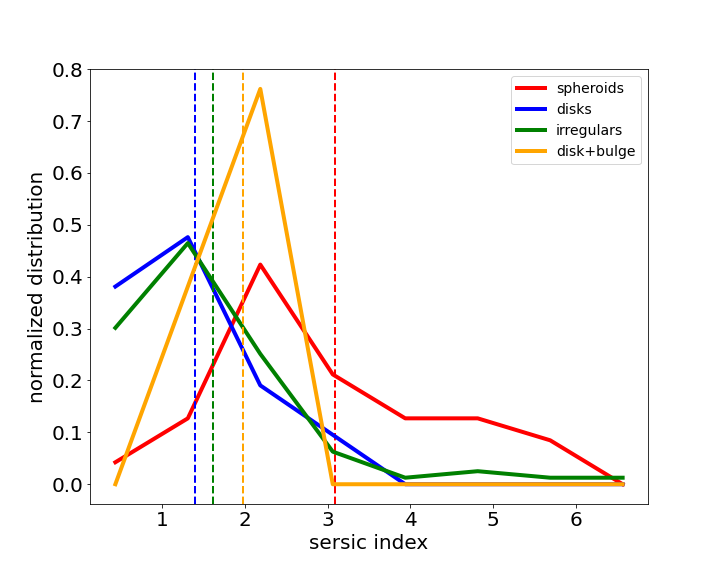 0.8
0.7
0.6
0.5
0.4
0.3
0.2
0.1
0.0
normalized distribution
1 2 3 4 5 6
sersic index
spheroids
disks
irregulars
disk+bulge